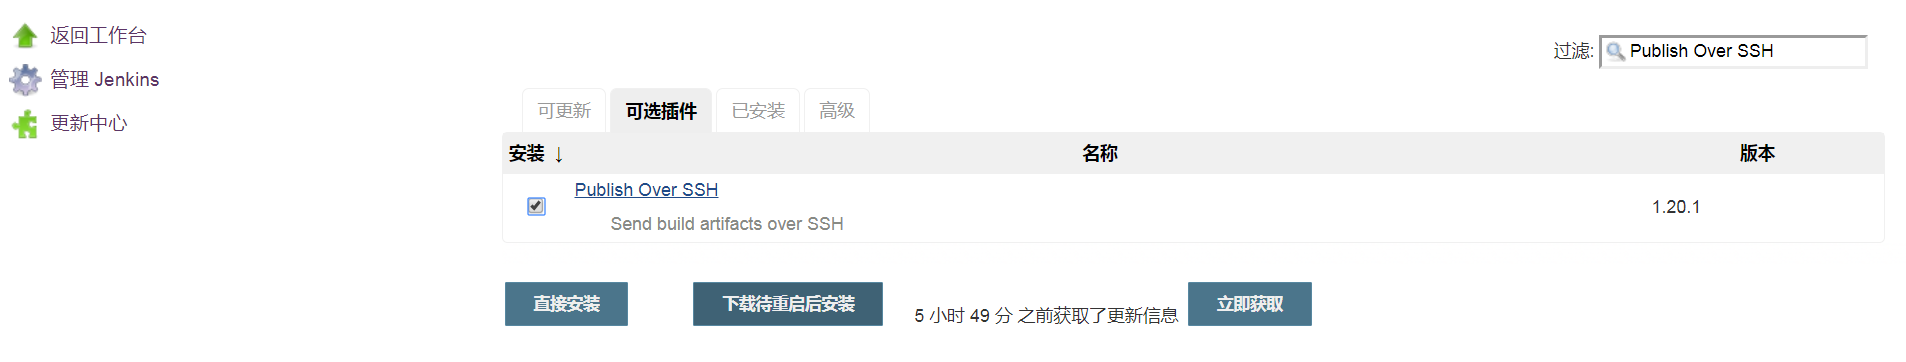 返回工作台
管理 Jenkins
更新中心
过滤: Publish Over SSH
可更新 可选插件 已安装 高级
安装 ↓ 名称 版本
Publish Over SSH
Send build artifacts over SSH
1.20.1
直接安装 下载待重启后安装 5 小时 49 分 之前获取了更新信息 立即获取